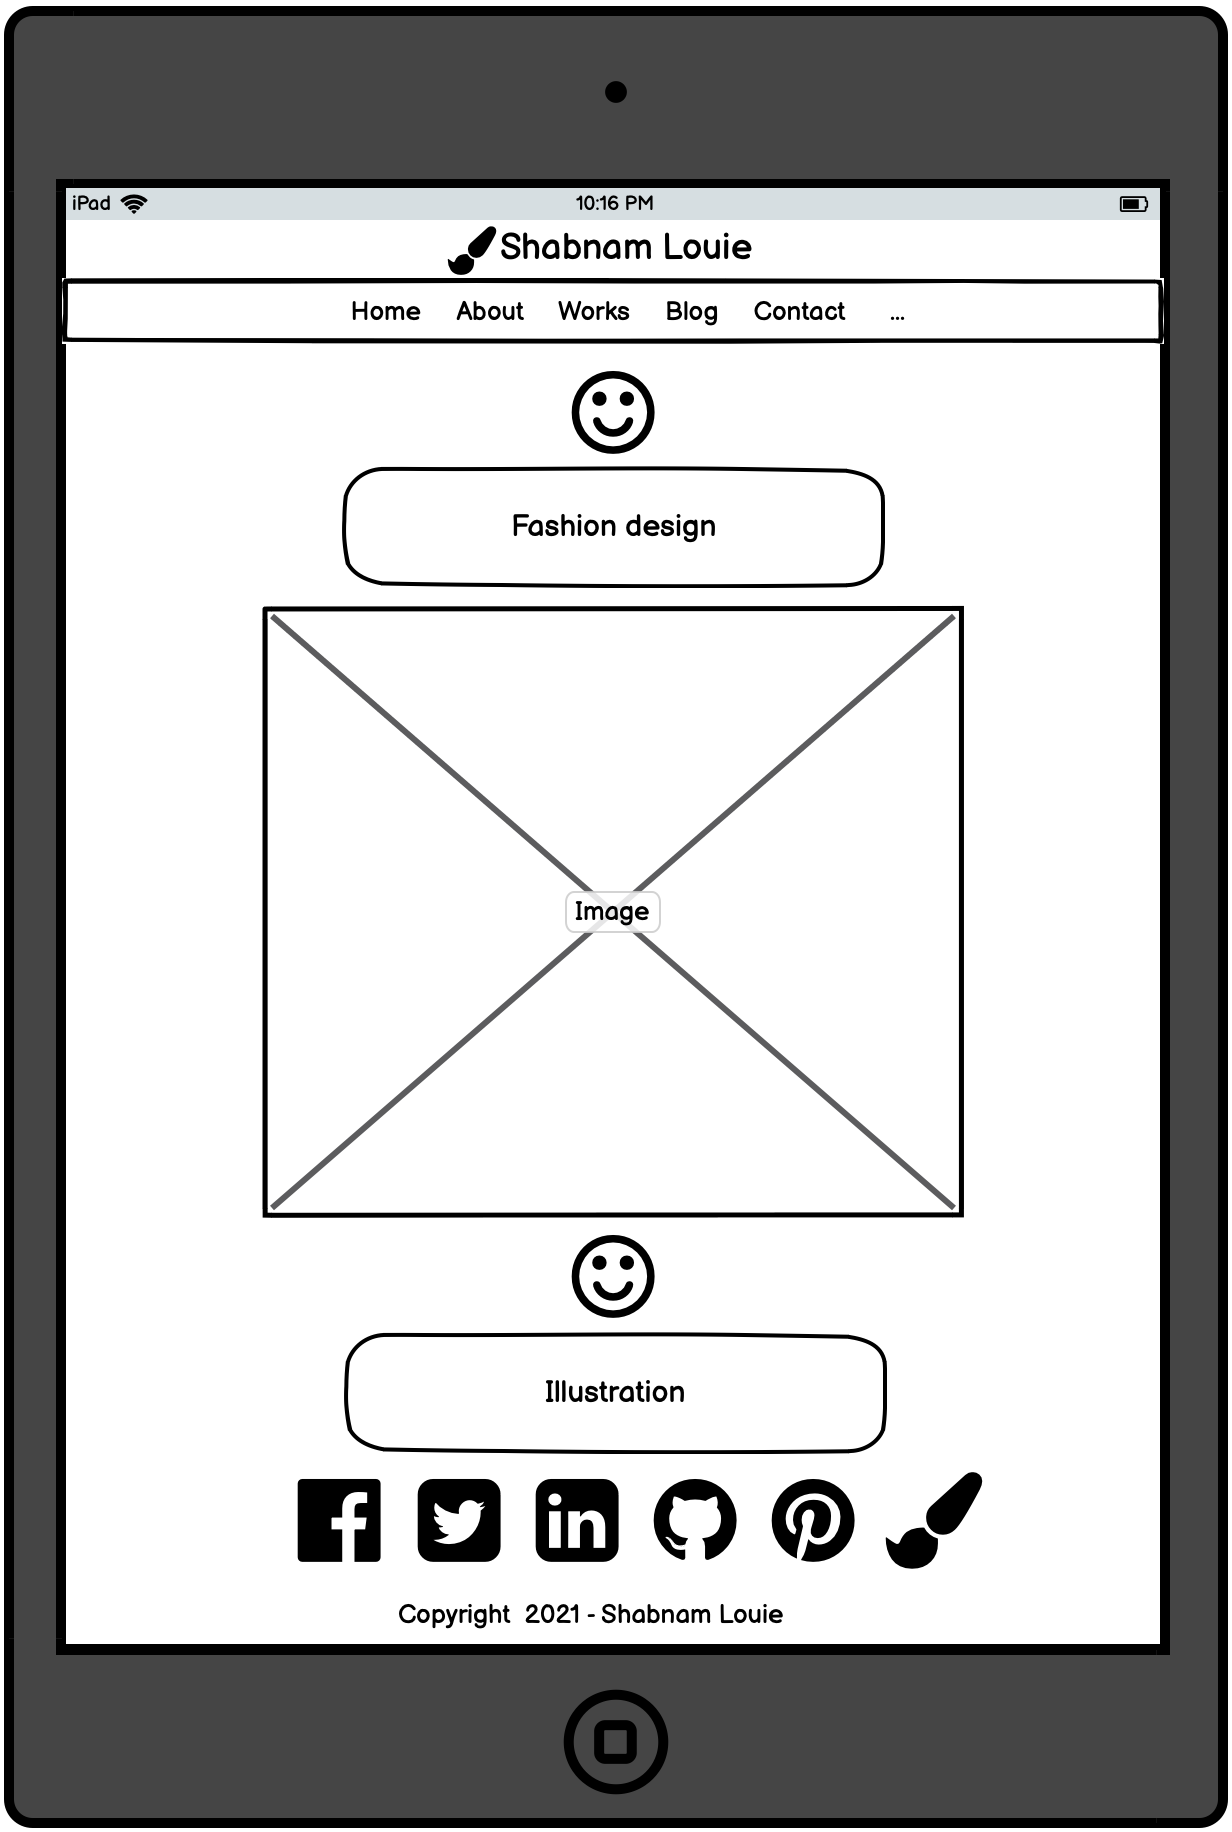 iPad 10:16 PM
Shabnam Louie
Home About Works Blog Contact ...
Fashion design
Image
Illustration
Copyright 2021 - Shabnam Louie